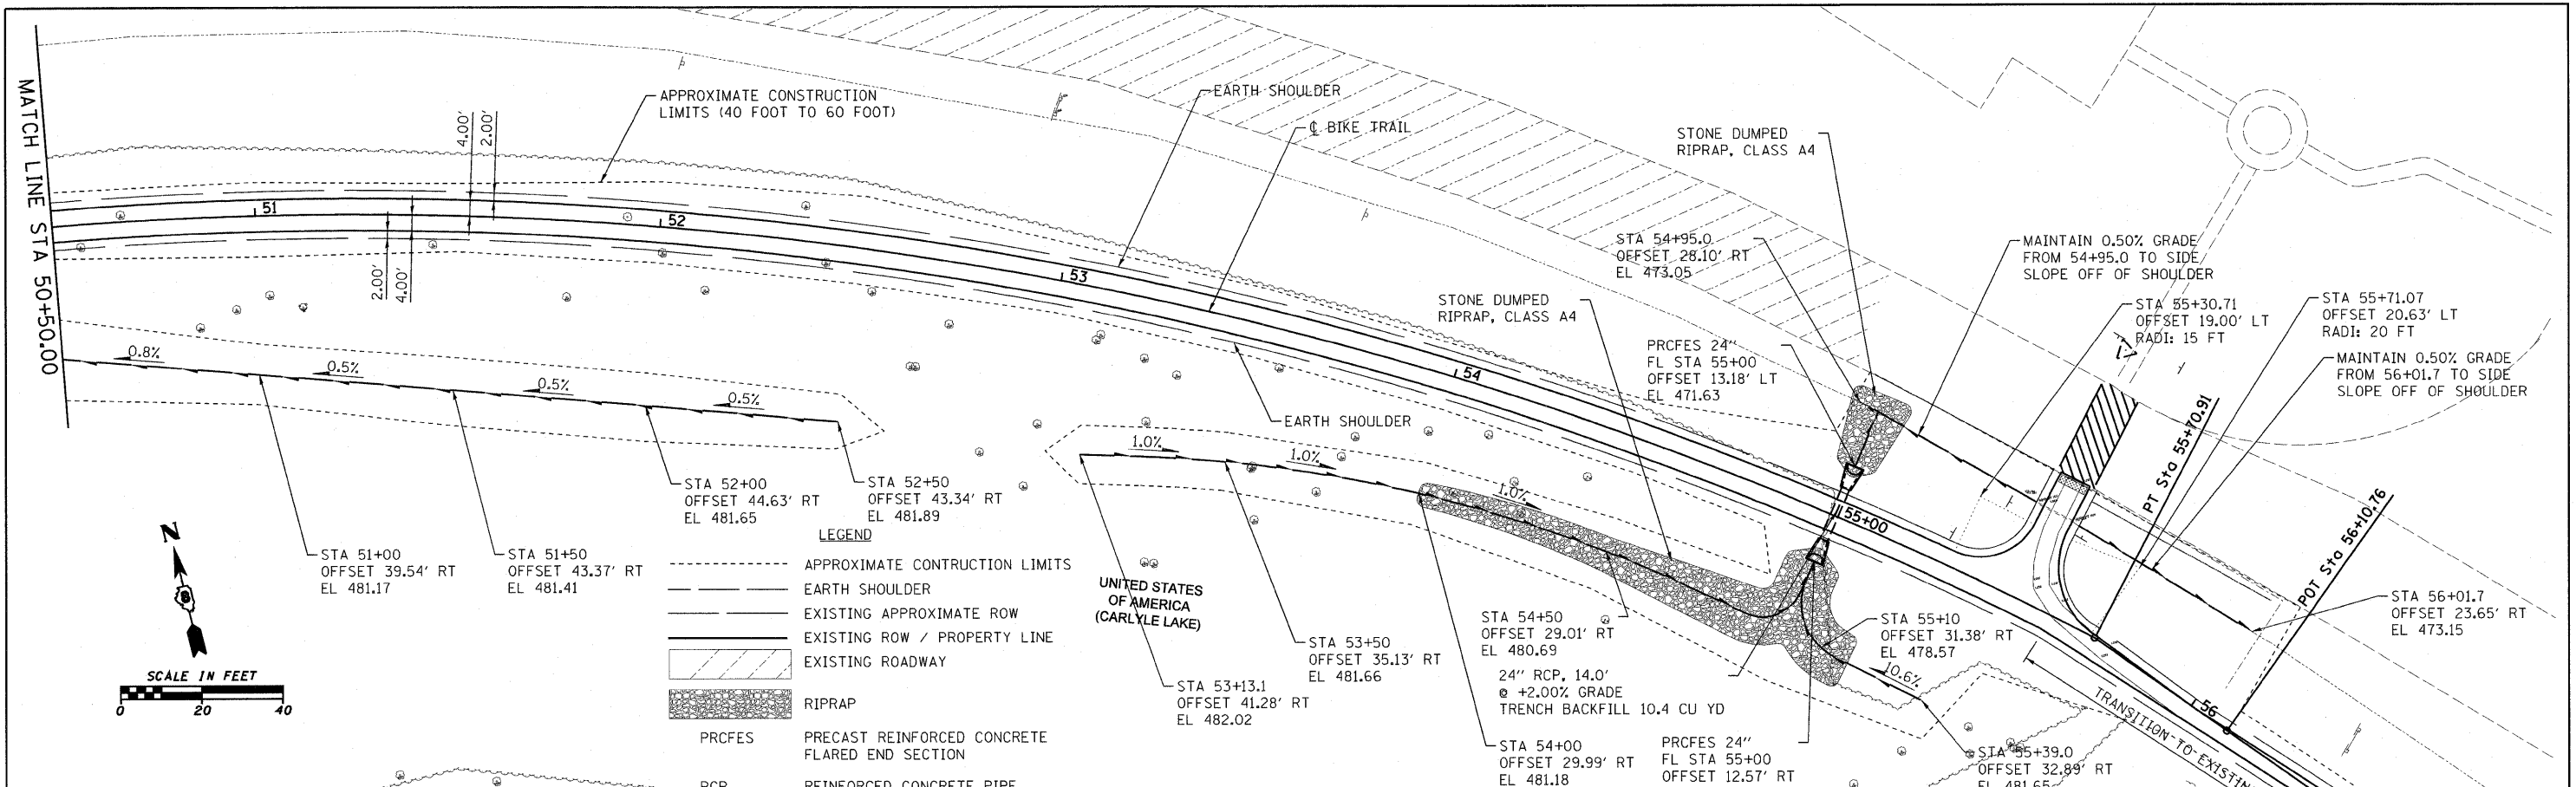 MATCH LINE STA 50+50.00
APPROXIMATE CONSTRUCTION
LIMITS (40 FOOT TO 60 FOOT)
4.00'
2.00'
2.00'
4.00'
EARTH SHOULDER
℄ BIKE TRAIL
STONE DUMPED
RIPRAP, CLASS A4
51
52
53
54
55+00
56
STA 54+95.0
OFFSET 28.10' RT
EL 473.05
MAINTAIN 0.50% GRADE
FROM 54+95.0 TO SIDE
SLOPE OFF OF SHOULDER
STA 55+30.71
OFFSET 19.00' LT
RADI: 15 FT
STA 55+71.07
OFFSET 20.63' LT
RADI: 20 FT
MAINTAIN 0.50% GRADE
FROM 56+01.7 TO SIDE
SLOPE OFF OF SHOULDER
STONE DUMPED
RIPRAP, CLASS A4
PRCFES 24"
FL STA 55+00
OFFSET 13.18' LT
EL 471.63
0.8%
0.5%
0.5%
0.5%
EARTH SHOULDER
1.0%
1.0%
1.0%
10.6%
PT Sta 55+70.91
POT Sta 56+10.76
STA 51+00
OFFSET 39.54' RT
EL 481.17
STA 51+50
OFFSET 43.37' RT
EL 481.41
STA 52+00
OFFSET 44.63' RT
EL 481.65
STA 52+50
OFFSET 43.34' RT
EL 481.89
N
SCALE IN FEET
0 20 40
LEGEND
APPROXIMATE CONTRUCTION LIMITS
EARTH SHOULDER
EXISTING APPROXIMATE ROW
EXISTING ROW / PROPERTY LINE
EXISTING ROADWAY
RIPRAP
PRCFES PRECAST REINFORCED CONCRETE
FLARED END SECTION
RCP REINFORCED CONCRETE PIPE
UNITED STATES
OF AMERICA
(CARLYLE LAKE)
STA 53+13.1
OFFSET 41.28' RT
EL 482.02
STA 53+50
OFFSET 35.13' RT
EL 481.66
STA 54+50
OFFSET 29.01' RT
EL 480.69
24" RCP, 14.0'
@ +2.00% GRADE
TRENCH BACKFILL 10.4 CU YD
STA 54+00
OFFSET 29.99' RT
EL 481.18
PRCFES 24"
FL STA 55+00
OFFSET 12.57' RT
STA 55+10
OFFSET 31.38' RT
EL 478.57
STA 55+39.0
OFFSET 32.89' RT
EL 481.65
STA 56+01.7
OFFSET 23.65' RT
EL 473.15
TRANSITION TO EXISTIN